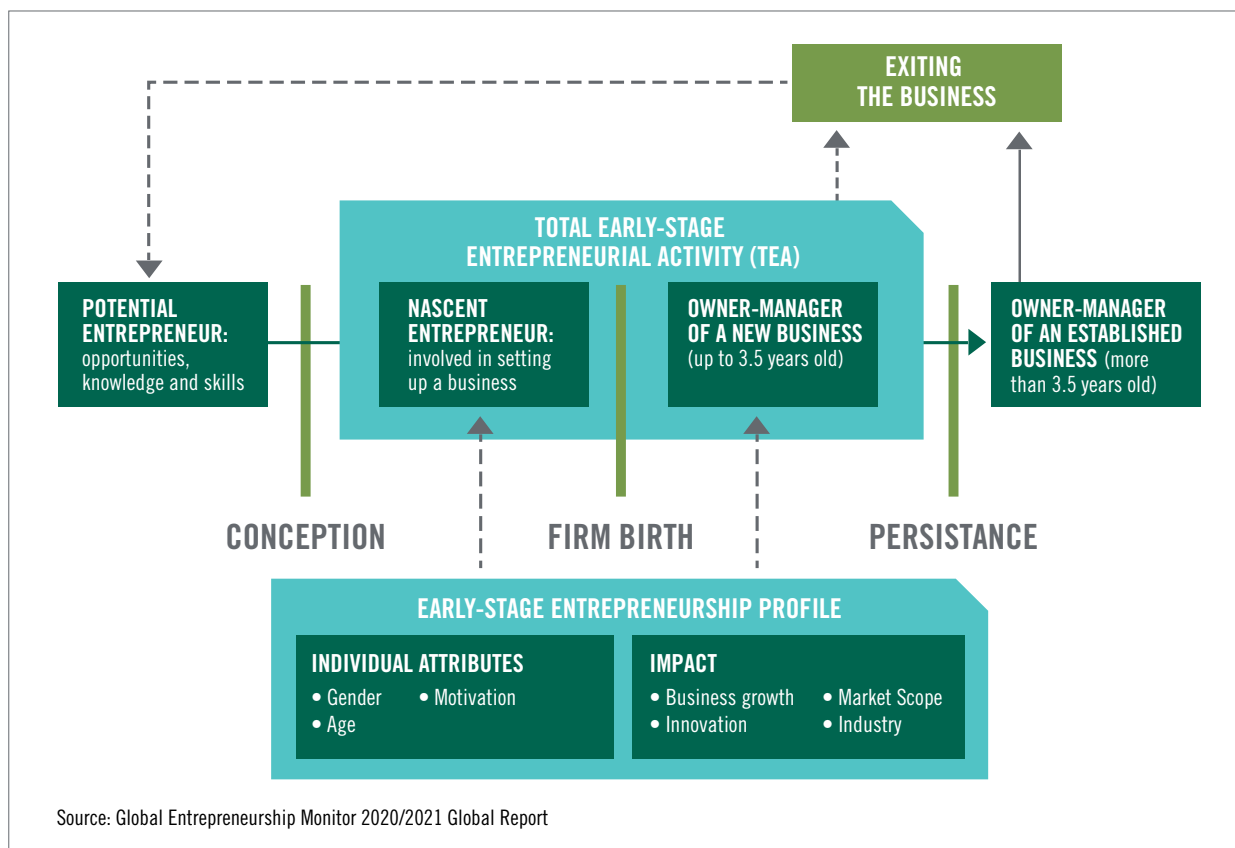 EXITING
THE BUSINESS
TOTAL EARLY-STAGE
ENTREPRENEURIAL ACTIVITY (TEA)
POTENTIAL
ENTREPRENEUR:
opportunities,
knowledge and skills
NASCENT
ENTREPRENEUR:
involved in setting
up a business
OWNER-MANAGER
OF A NEW BUSINESS
(up to 3.5 years old)
OWNER-MANAGER
OF AN ESTABLISHED
BUSINESS (more
than 3.5 years old)
CONCEPTION
FIRM BIRTH
PERSISTANCE
EARLY-STAGE ENTREPRENEURSHIP PROFILE
INDIVIDUAL ATTRIBUTES
• Gender
• Age
• Motivation
IMPACT
• Business growth
• Innovation
• Market Scope
• Industry
Source: Global Entrepreneurship Monitor 2020/2021 Global Report